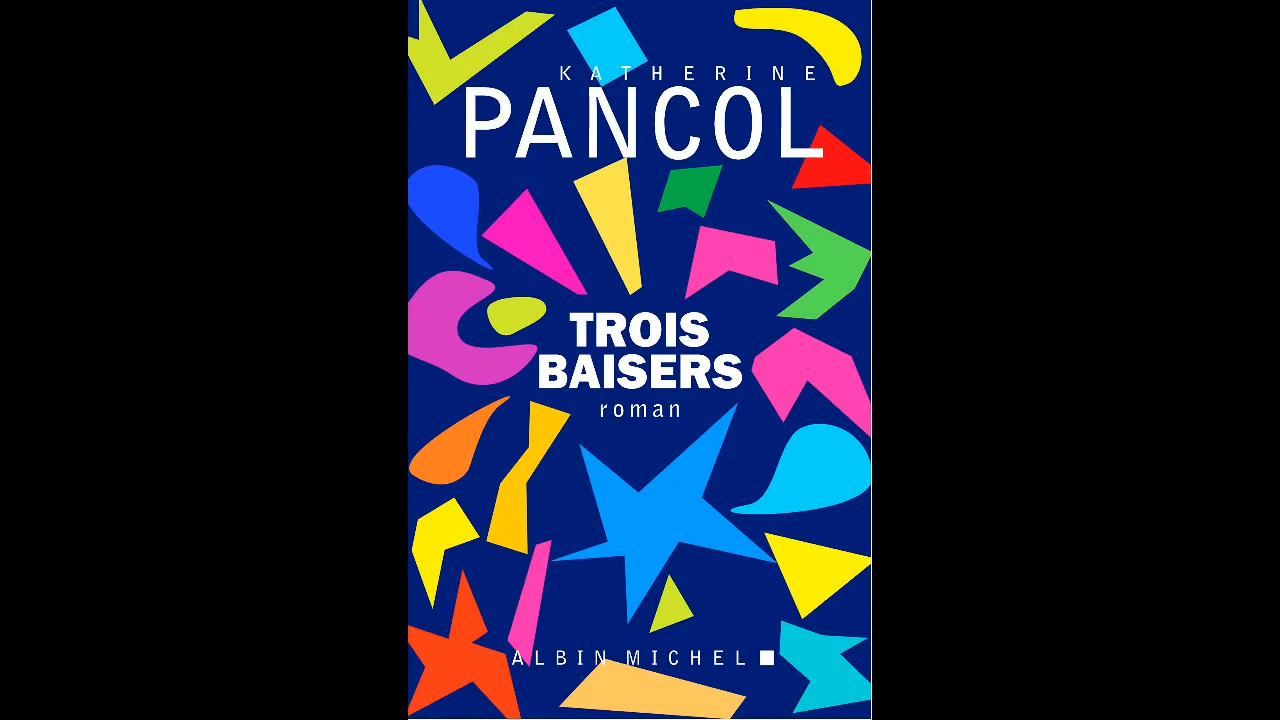 KATHERINE
PANCOL
TROIS
BAISERS
roman
ALBIN MICHEL